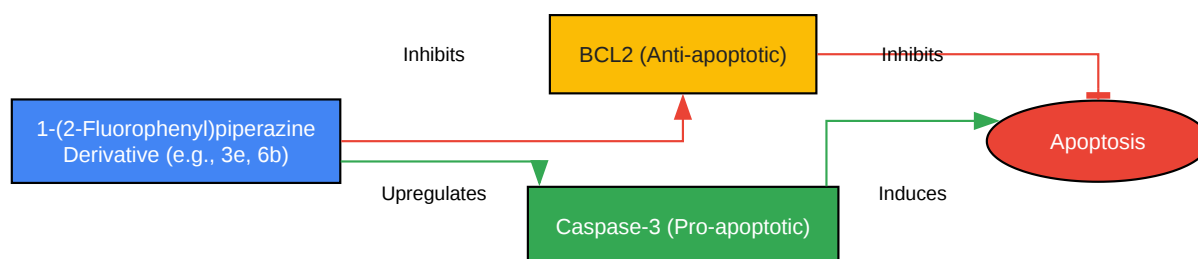 Inhibits
BCL2 (Anti-apoptotic)
Inhibits
1-(2-Fluorophenyl)piperazine
Derivative (e.g., 3e, 6b)
Apoptosis
Upregulates
Induces
Caspase-3 (Pro-apoptotic)